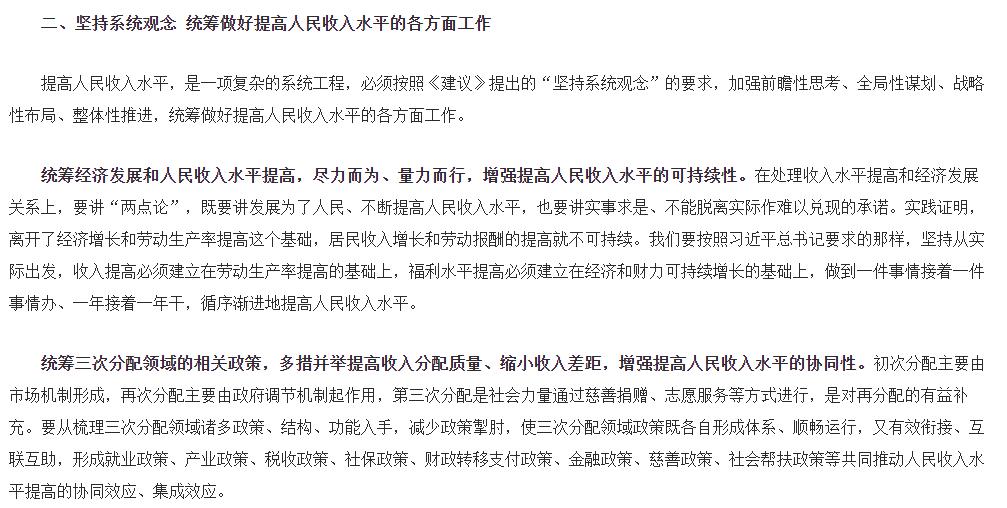 二、坚持系统观念 统筹做好提高人民收入水平的各方面工作
提高人民收入水平，是一项复杂的系统工程，必须按照《建议》提出的“坚持系统观念”的要求，加强前瞻性思考、全局性谋划、战略
性布局、整体性推进，统筹做好提高人民收入水平的各方面工作。
统筹经济发展和人民收入水平提高，尽力而为、量力而行，增强提高人民收入水平的可持续性。在处理收入水平提高和经济发展
关系上，要讲“两点论”，既要讲发展为了人民、不断提高人民收入水平，也要讲实事求是、不能脱离实际作难以兑现的承诺。实践证明，
离开了经济增长和劳动生产率提高这个基础，居民收入增长和劳动报酬的提高就不可持续。我们要按照习近平总书记要求的那样，坚持从实
际出发，收入提高必须建立在劳动生产率提高的基础上，福利水平提高必须建立在经济和财力可持续增长的基础上，做到一件事情接着一件
事情办、一年接着一年干，循序渐进地提高人民收入水平。
统筹三次分配领域的相关政策，多措并举提高收入分配质量、缩小收入差距，增强提高人民收入水平的协同性。初次分配主要由
市场机制形成，再次分配主要由政府调节机制起作用，第三次分配是社会力量通过慈善捐赠、志愿服务等方式进行，是对再分配的有益补
充。要从梳理三次分配领域诸多政策、结构、功能入手，减少政策掣肘，使三次分配领域政策既各自形成体系、顺畅运行，又有效衔接、互
联互助，形成就业政策、产业政策、税收政策、社保政策、财政转移支付政策、金融政策、慈善政策、社会帮扶政策等共同推动人民收入水
平提高的协同效应、集成效应。